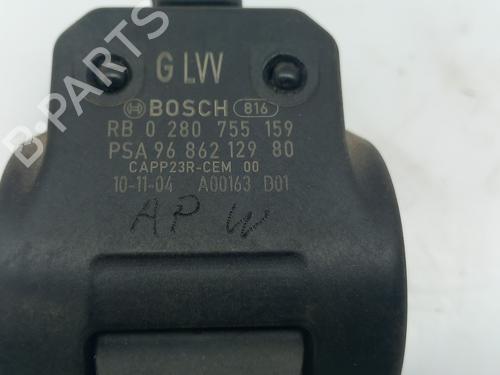 G LW
BOSCH 816
RB 0 280 755 159
PSA 96 862 129 80
CAPP23R-CEM 00
10-11-04 A00163 D01
AP W